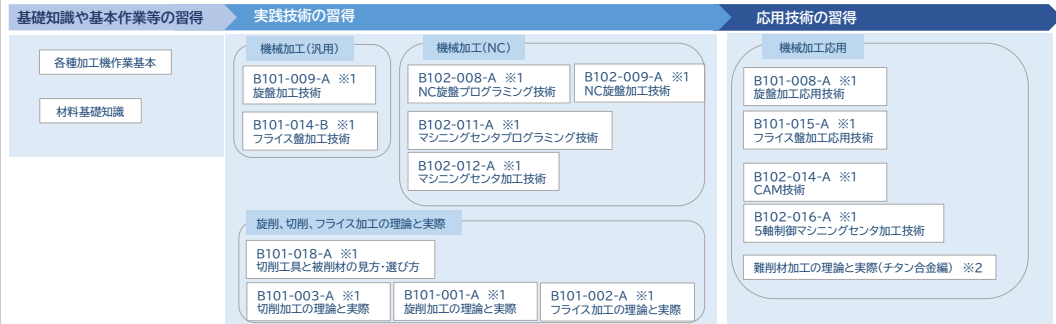 基礎知識や基本作業等の習得
各種加工機作業基本
材料基礎知識
実践技術の習得
機械加工(汎用)
B101-009-A ※1
旋盤加工技術
B101-014-B ※1
フライス盤加工技術
機械加工(NC)
B102-008-A ※1
NC旋盤プログラミング技術
B102-009-A ※1
NC旋盤加工技術
B102-011-A ※1
マシニングセンタプログラミング技術
B102-012-A ※1
マシニングセンタ加工技術
旋削、切削、フライス加工の理論と実際
B101-018-A ※1
切削工具と被削材の見方・選び方
B101-003-A ※1
切削加工の理論と実際
B101-001-A ※1
旋削加工の理論と実際
B101-002-A ※1
フライス加工の理論と実際
応用技術の習得
機械加工応用
B101-008-A ※1
旋盤加工応用技術
B101-015-A ※1
フライス盤加工応用技術
B102-014-A ※1
CAM技術
B102-016-A ※1
5軸制御マシニングセンタ加工技術
難削材加工の理論と実際(チタン合金編) ※2